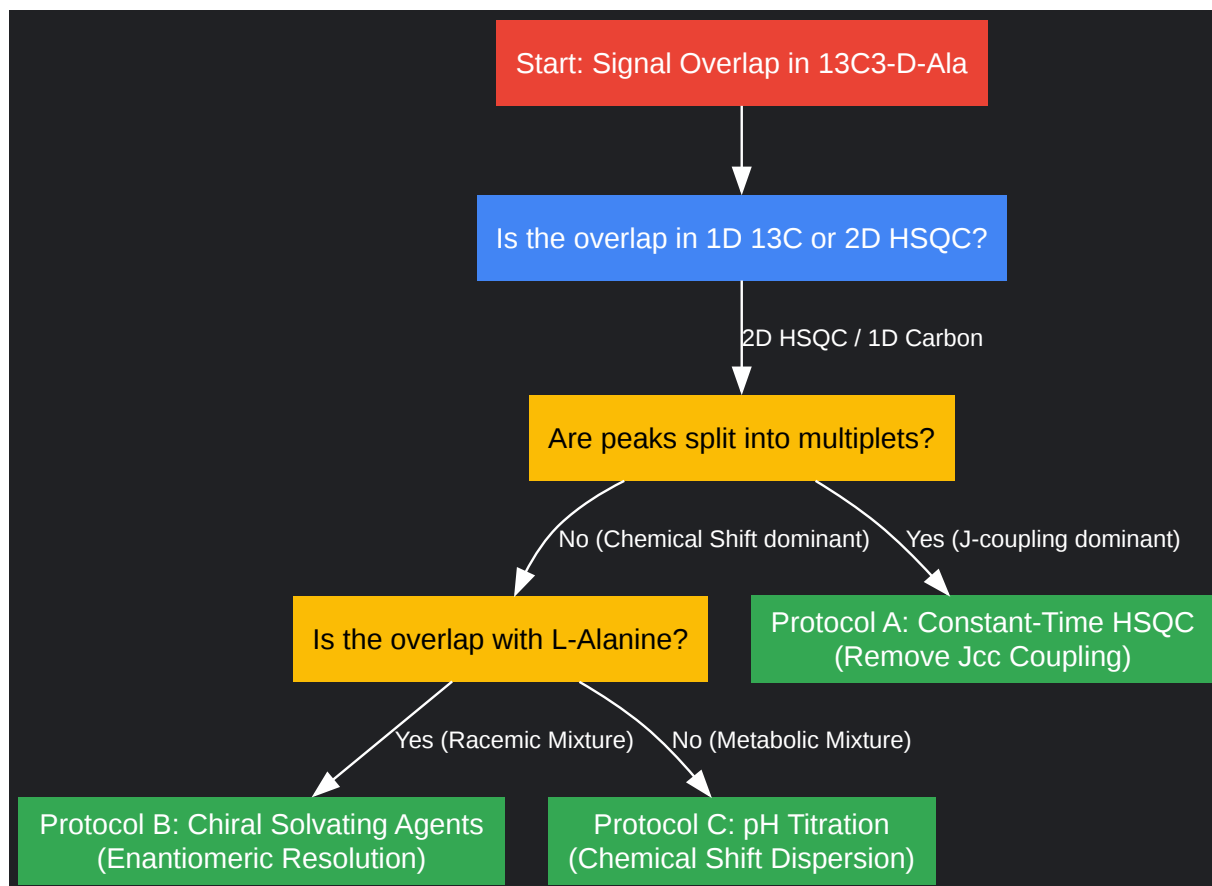 Start: Signal Overlap in 13C3-D-Ala
Is the overlap in 1D 13C or 2D HSQC?
2D HSQC / 1D Carbon
Are peaks split into multiplets?
No (Chemical Shift dominant)
Yes (J-coupling dominant)
Is the overlap with L-Alanine?
Protocol A: Constant-Time HSQC
(Remove Jcc Coupling)
Yes (Racemic Mixture)
No (Metabolic Mixture)
Protocol B: Chiral Solvating Agents
(Enantiomeric Resolution)
Protocol C: pH Titration
(Chemical Shift Dispersion)